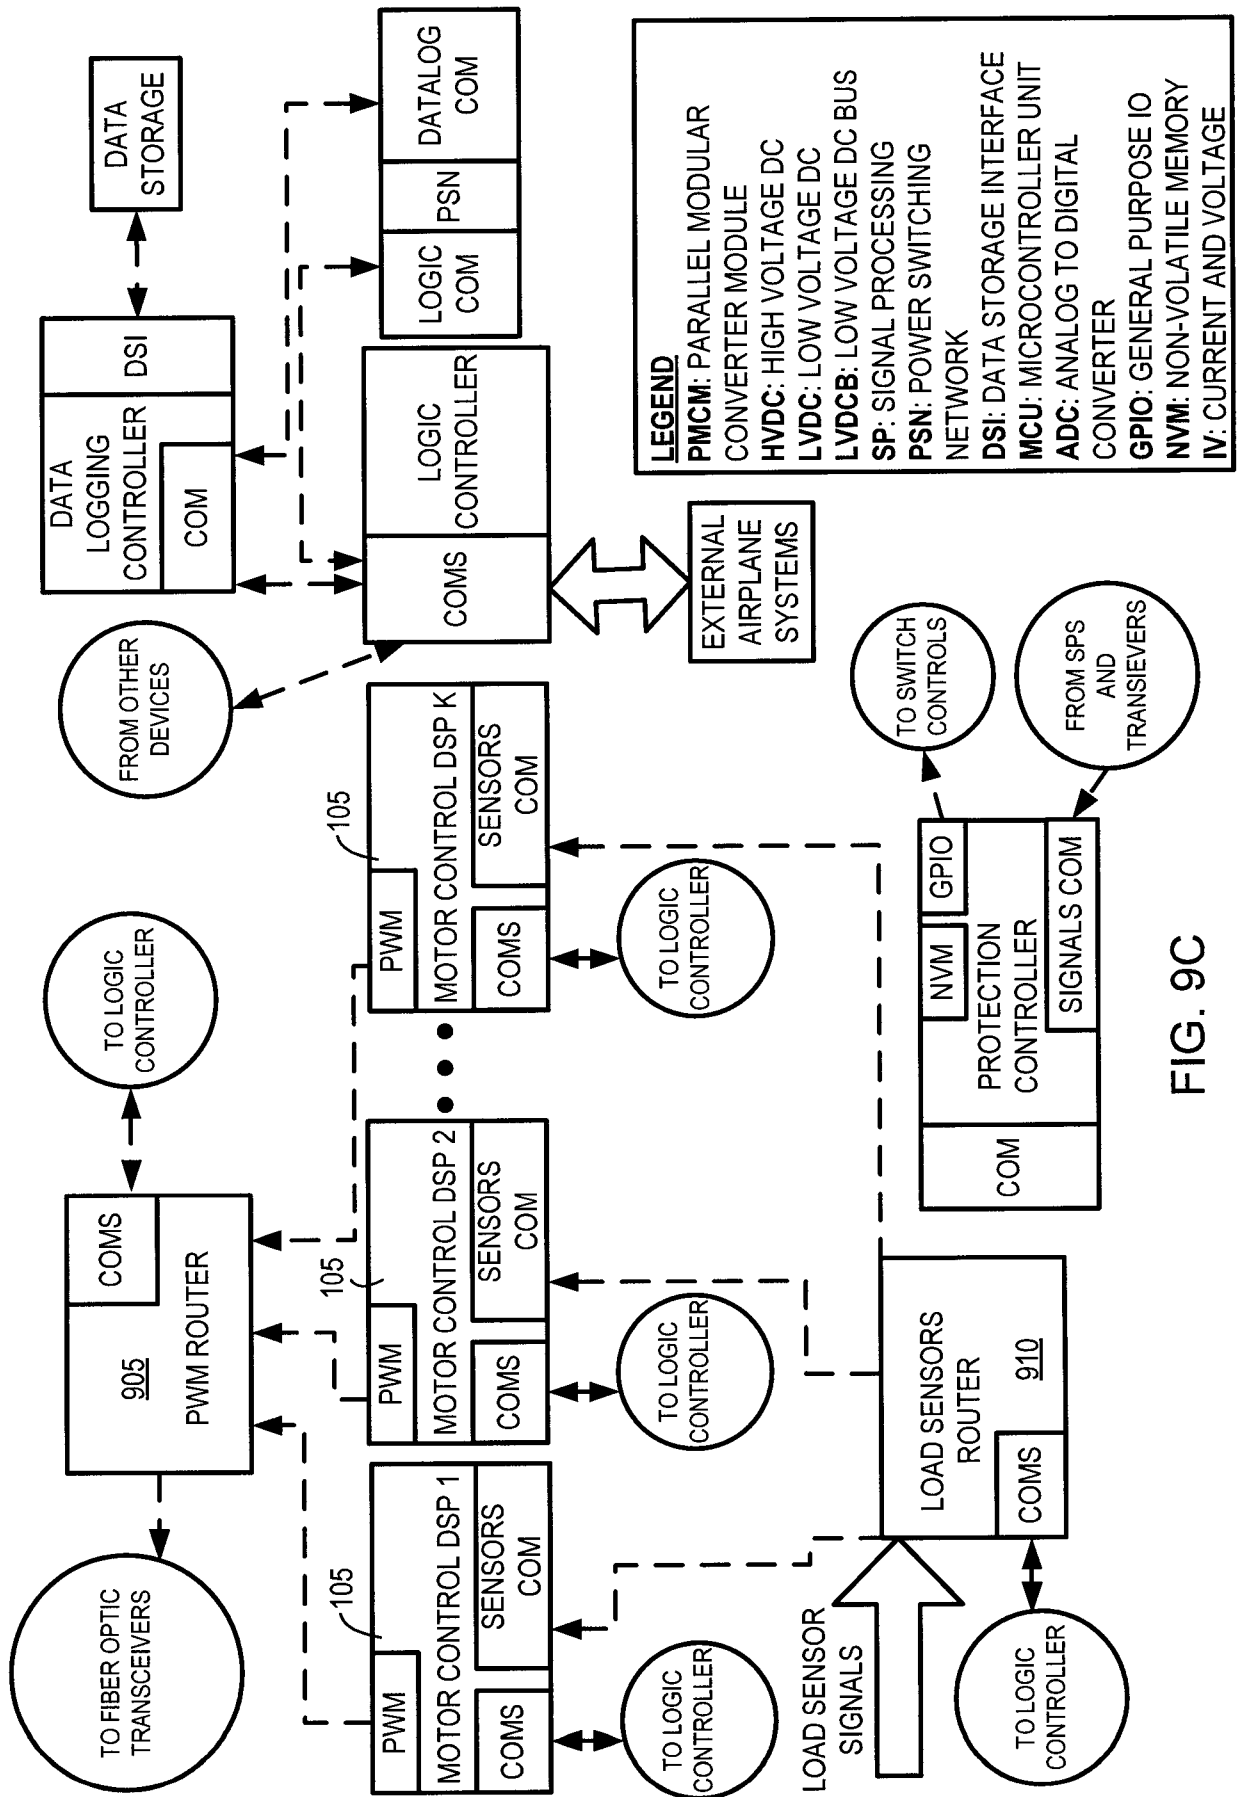 TO FIBER OPTIC
TRANSCEIVERS
905
PWM ROUTER
COMS
TO LOGIC
CONTROLLER
FROM OTHER
DEVICES
DATA
LOGGING
CONTROLLER
COM
DSI
DATA
STORAGE
105
PWM
MOTOR CONTROL DSP 1
COMS
SENSORS
COM
TO LOGIC
CONTROLLER
105
PWM
MOTOR CONTROL DSP 2
COMS
SENSORS
COM
TO LOGIC
CONTROLLER
105
PWM
MOTOR CONTROL DSP K
COMS
SENSORS
COM
TO LOGIC
CONTROLLER
COMS
LOGIC
CONTROLLER
LOGIC
COM
PSN
DATALOG
COM
EXTERNAL
AIRPLANE
SYSTEMS
LOAD SENSOR
SIGNALS
LOAD SENSORS
ROUTER
910
COMS
TO LOGIC
CONTROLLER
COM
PROTECTION
CONTROLLER
NVM
GPIO
SIGNALS COM
TO SWITCH
CONTROLS
FROM SPS
AND
TRANSIEVERS
LEGEND
PMCM: PARALLEL MODULAR
CONVERTER MODULE
HVDC: HIGH VOLTAGE DC
LVDC: LOW VOLTAGE DC
LVDCB: LOW VOLTAGE DC BUS
SP: SIGNAL PROCESSING
PSN: POWER SWITCHING
NETWORK
DSI: DATA STORAGE INTERFACE
MCU: MICROCONTROLLER UNIT
ADC: ANALOG TO DIGITAL
CONVERTER
GPIO: GENERAL PURPOSE IO
NVM: NON-VOLATILE MEMORY
IV: CURRENT AND VOLTAGE
FIG. 9C